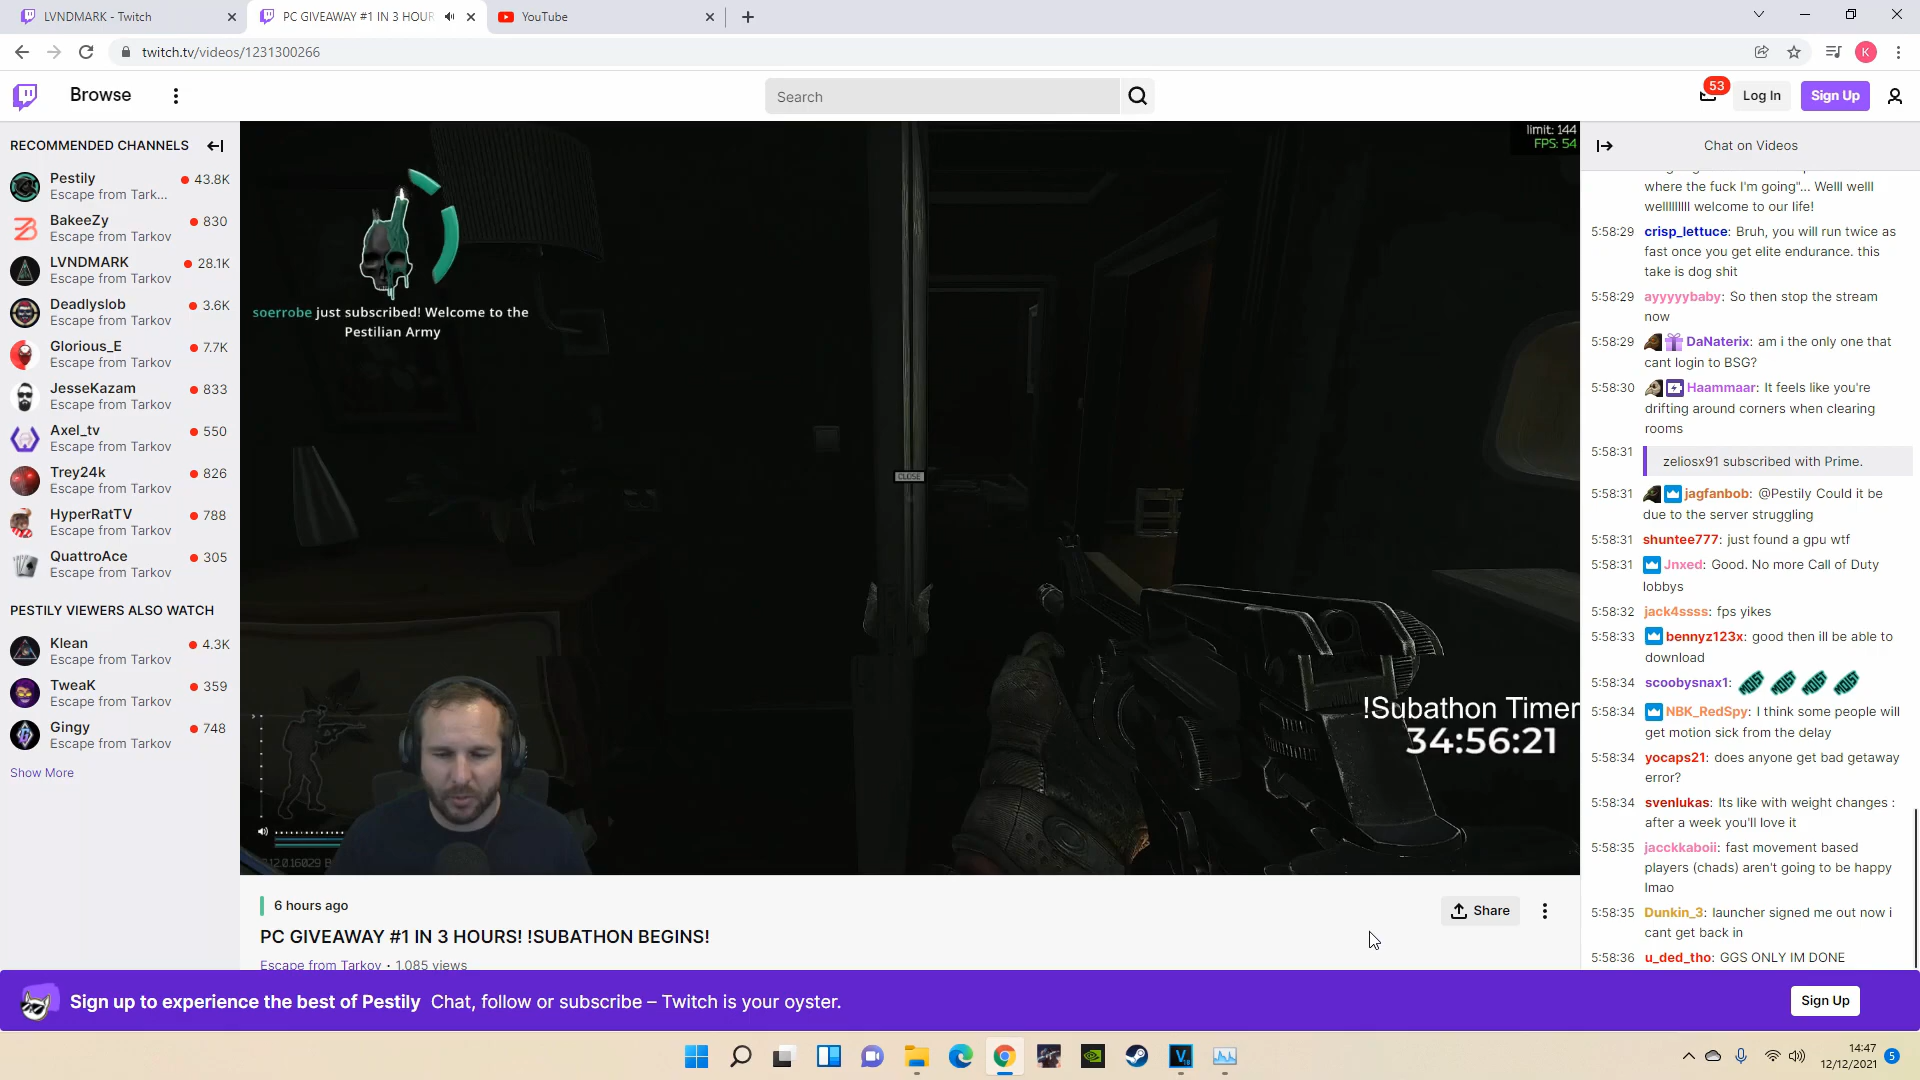 LVNDMARK - Twitch
PC GIVEAWAY #1 IN 3 HOUR
YouTube
twitch.tv/videos/1231300266
K
Browse
Search
53
Log In
Sign Up
RECOMMENDED CHANNELS
Pestily
43.8K
Escape from Tark...
BakeeZy
830
Escape from Tarkov
LVNDMARK
28.1K
Escape from Tarkov
Deadlyslob
3.6K
Escape from Tarkov
Glorious_E
7.7K
Escape from Tarkov
JesseKazam
833
Escape from Tarkov
Axel_tv
550
Escape from Tarkov
Trey24k
826
Escape from Tarkov
HyperRatTV
788
Escape from Tarkov
QuattroAce
305
Escape from Tarkov
PESTILY VIEWERS ALSO WATCH
Klean
4.3K
Escape from Tarkov
TweaK
359
Escape from Tarkov
Gingy
748
Escape from Tarkov
Show More
limit: 144
FPS: 54
soerrobe just subscribed! Welcome to the
Pestilian Army
CLOSE
!Subathon Timer
34:56:21
6 hours ago
Share
PC GIVEAWAY #1 IN 3 HOURS! !SUBATHON BEGINS!
Escape from Tarkov • 1,085 views
Chat on Videos
where the fuck I'm going"... Welll welll
wellllllllll welcome to our life!
5:58:29 crisp_lettuce: Bruh, you will run twice as
fast once you get elite endurance. this
take is dog shit
5:58:29 ayyyyybaby: So then stop the stream
now
5:58:29 DaNaterix: am i the only one that
cant login to BSG?
5:58:30 Haammaar: It feels like you're
drifting around corners when clearing
rooms
5:58:31 zeliosx91 subscribed with Prime.
5:58:31 jagfanbob: @Pestily Could it be
due to the server struggling
5:58:31 shuntee777: just found a gpu wtf
5:58:31 Jnxed: Good. No more Call of Duty
lobbys
5:58:32 jack4ssss: fps yikes
5:58:33 bennyz123x: good then ill be able to
download
5:58:34 scoobysnax1: MOIST MOIST MOIST MOIST
5:58:34 NBK_RedSpy: I think some people will
get motion sick from the delay
5:58:34 yocaps21: does anyone get bad getaway
error?
5:58:34 svenlukas: Its like with weight changes :
after a week you'll love it
5:58:35 jacckkaboii: fast movement based
players (chads) aren't going to be happy
lmao
5:58:35 Dunkin_3: launcher signed me out now i
cant get back in
5:58:36 u_ded_tho: GGS ONLY IM DONE
Sign up to experience the best of Pestily Chat, follow or subscribe – Twitch is your oyster.
Sign Up
14:47
12/12/2021
5